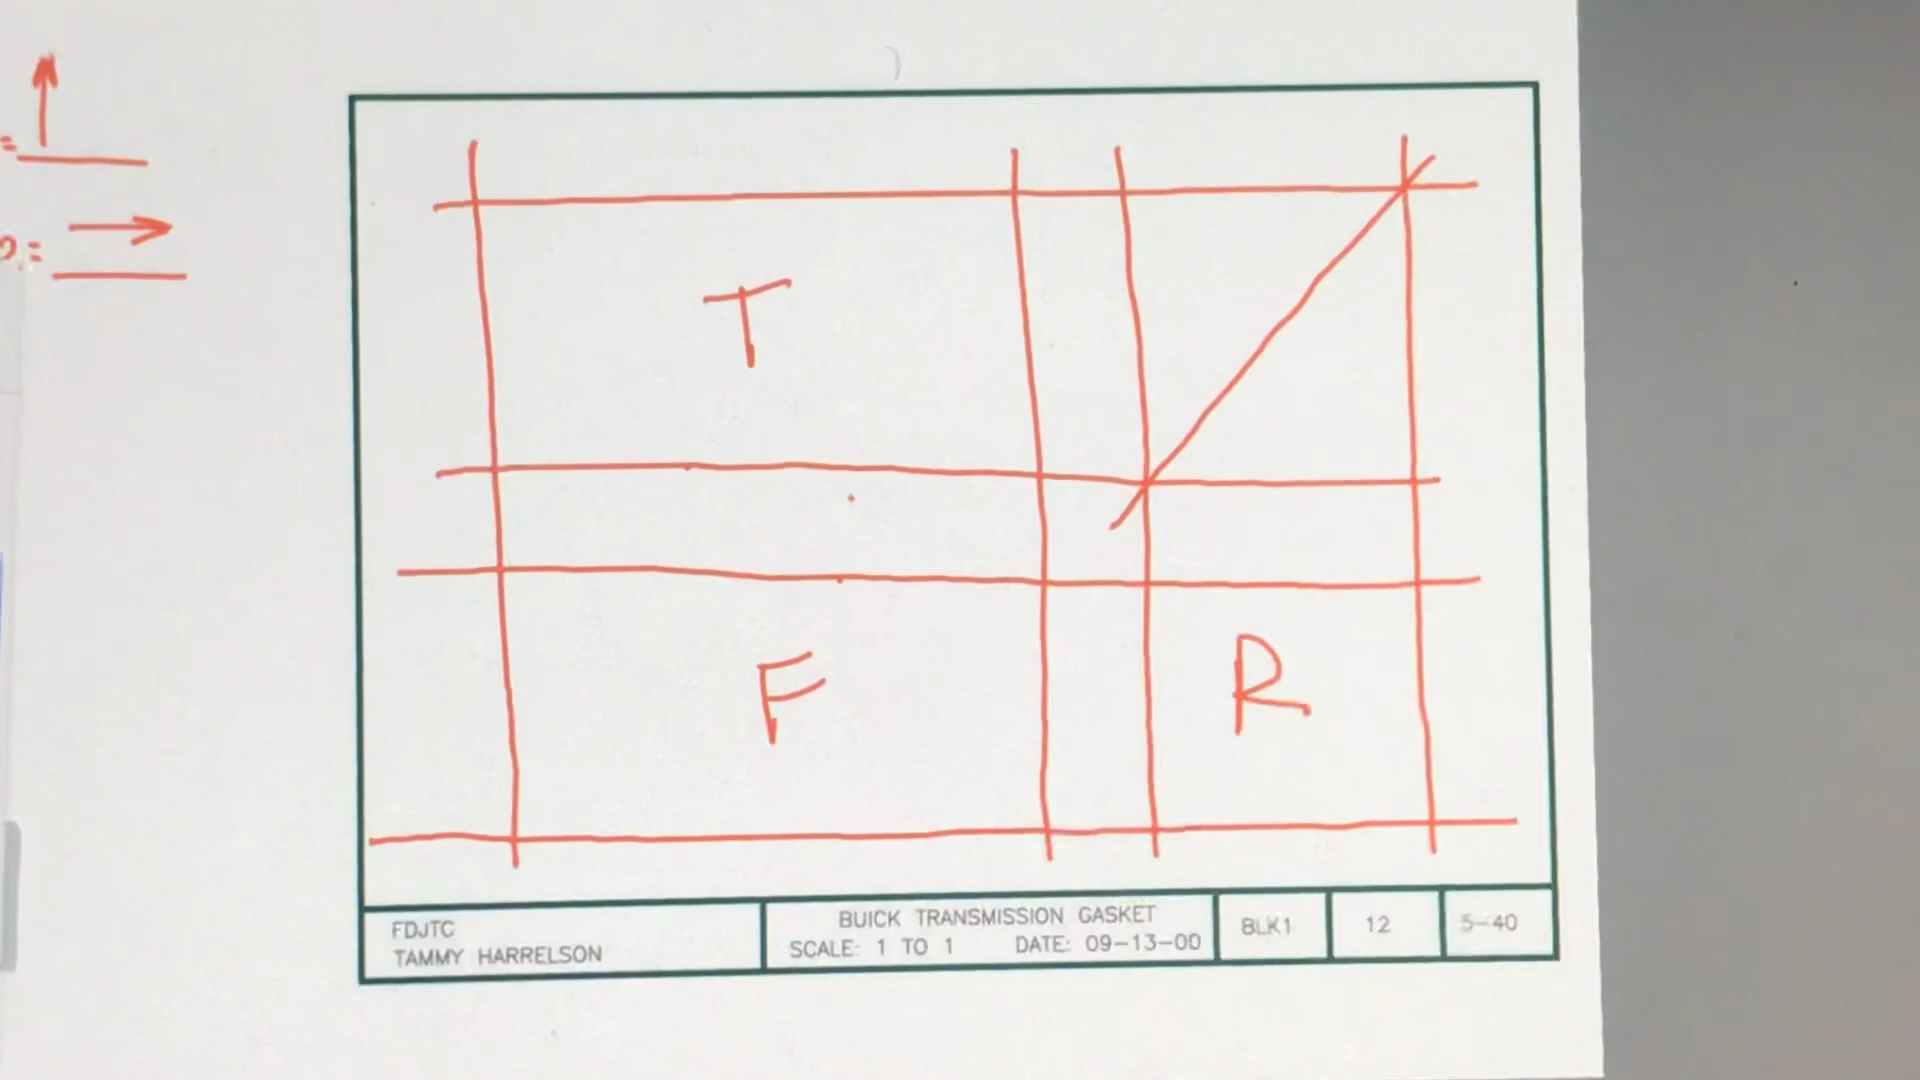 T
F
R
FDJTC
TAMMY HARRELSON
BUICK TRANSMISSION GASKET
SCALE: 1 TO 1 DATE: 09-13-00
BLK1
12
5-40